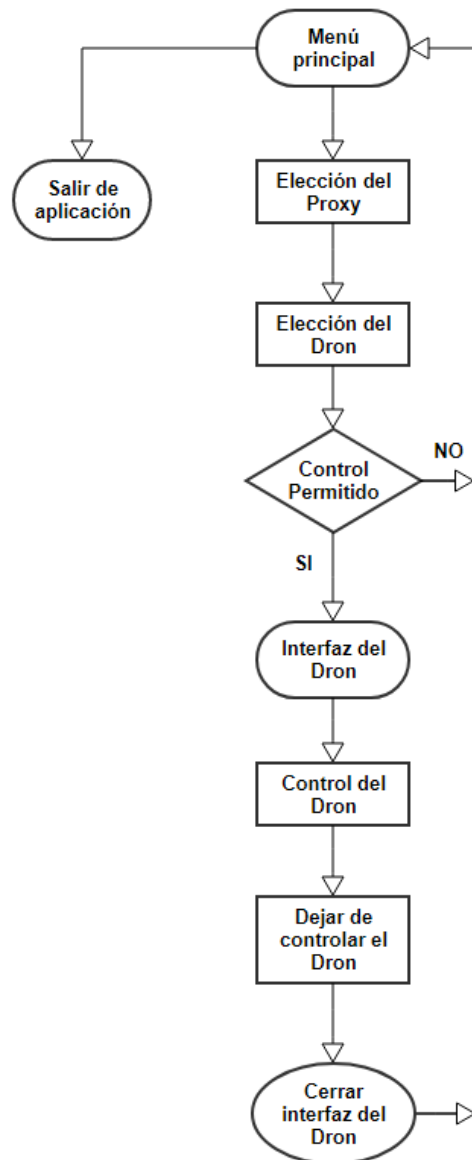 Menú
principal
Salir de
aplicación
Elección del
Proxy
Elección del
Dron
Control
Permitido
NO
SI
Interfaz del
Dron
Control del
Dron
Dejar de
controlar el
Dron
Cerrar
interfaz del
Dron